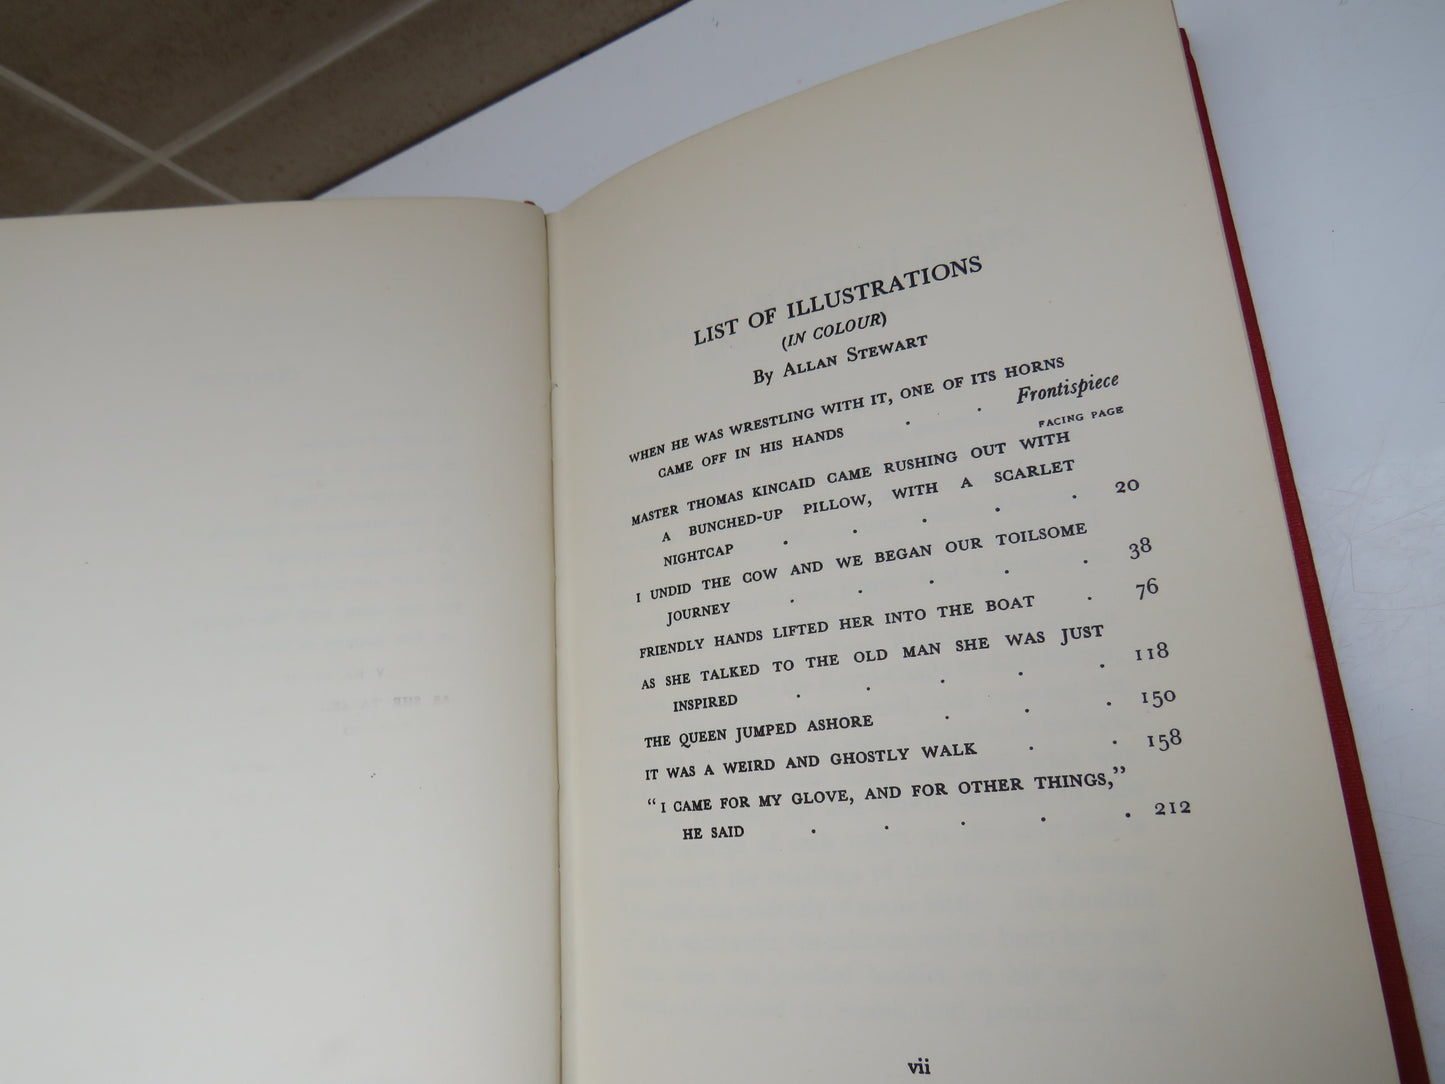 LIST OF ILLUSTRATIONS
(IN COLOUR)
By ALLAN STEWART
WHEN HE WAS WRESTLING WITH IT, ONE OF ITS HORNS
CAME OFF IN HIS HANDS . . Frontispiece
FACING PAGE
MASTER THOMAS KINCAID CAME RUSHING OUT WITH
A BUNCHED-UP PILLOW, WITH A SCARLET
NIGHTCAP . . . . . 20
I UNDID THE COW AND WE BEGAN OUR TOILSOME
JOURNEY . . . . . 38
FRIENDLY HANDS LIFTED HER INTO THE BOAT . 76
AS SHE TALKED TO THE OLD MAN SHE WAS JUST
INSPIRED . . . . . 118
THE QUEEN JUMPED ASHORE . . . 150
IT WAS A WEIRD AND GHOSTLY WALK . . 158
"I CAME FOR MY GLOVE, AND FOR OTHER THINGS,"
HE SAID . . . . . 212
vii